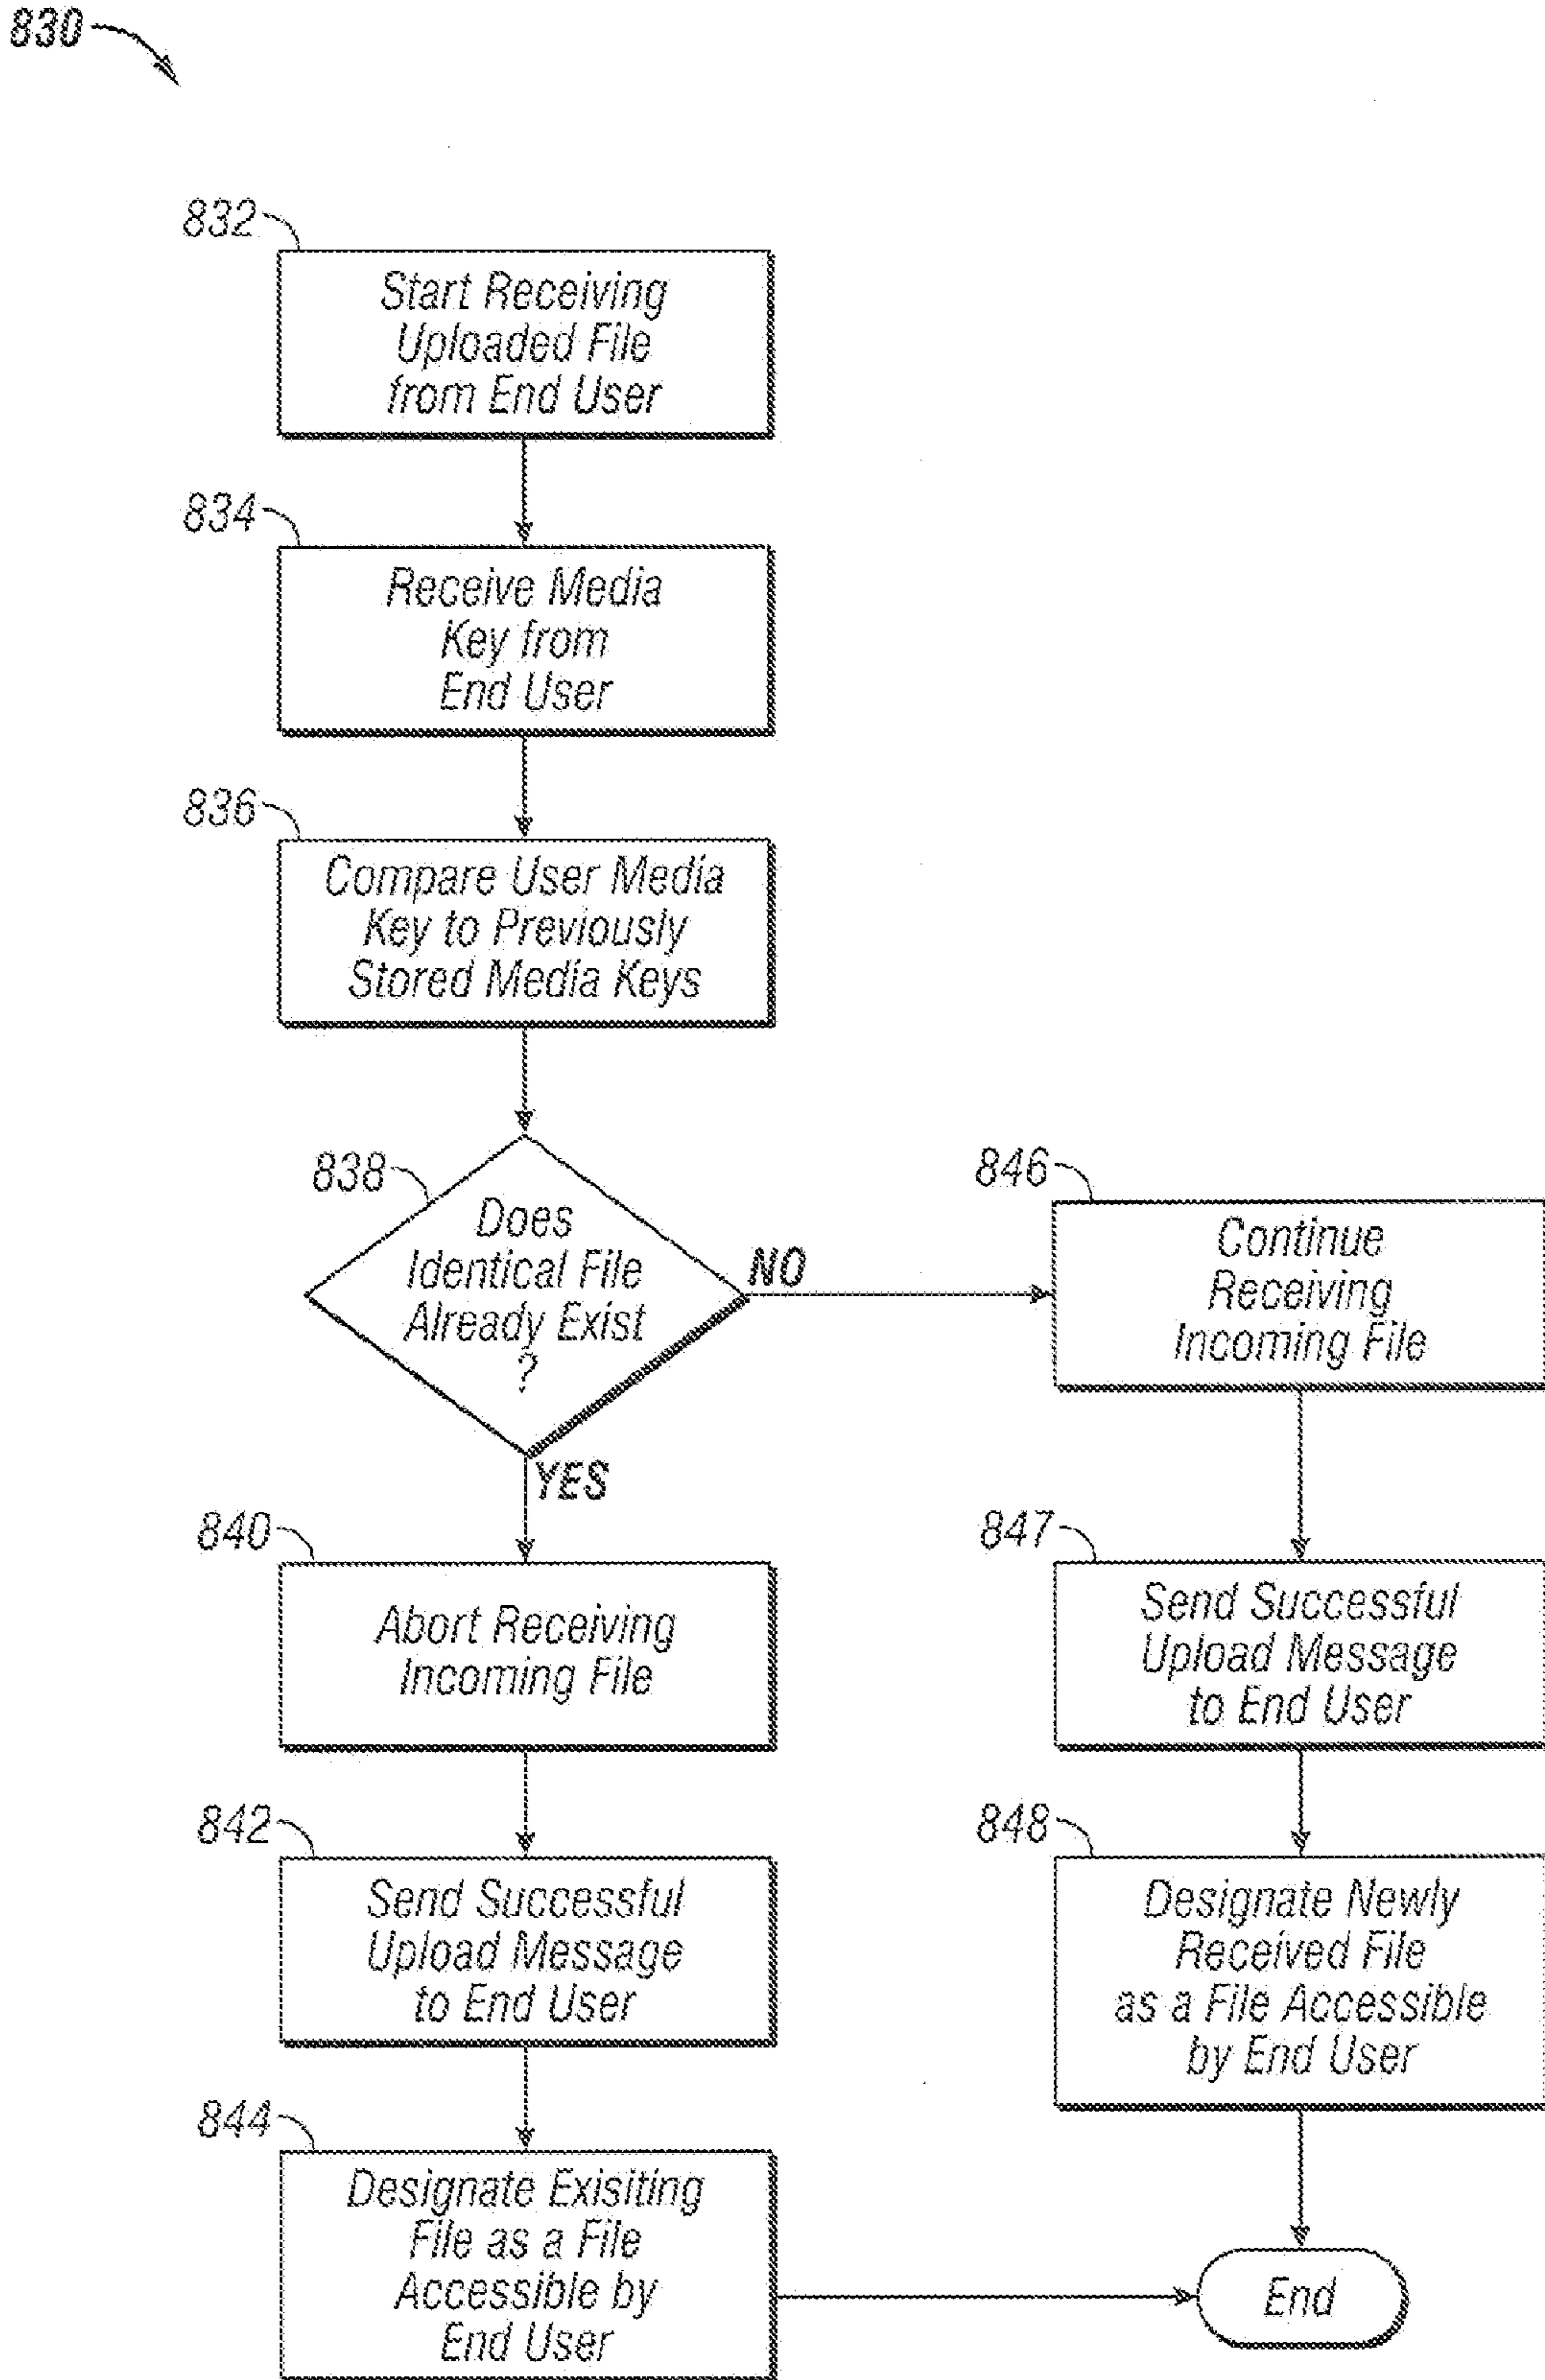 830
832
Start Receiving
Uploaded File
from End User
834
Receive Media
Key from
End User
836
Compare User Media
Key to Previously
Stored Media Keys
838
Does
Identical File
Already Exist
?
NO
YES
846
Continue
Receiving
Incoming File
840
Abort Receiving
Incoming File
847
Send Successful
Upload Message
to End User
842
Send Successful
Upload Message
to End User
848
Designate Newly
Received File
as a File Accessible
by End User
844
Designate Exisiting
File as a File
Accessible by
End User
End